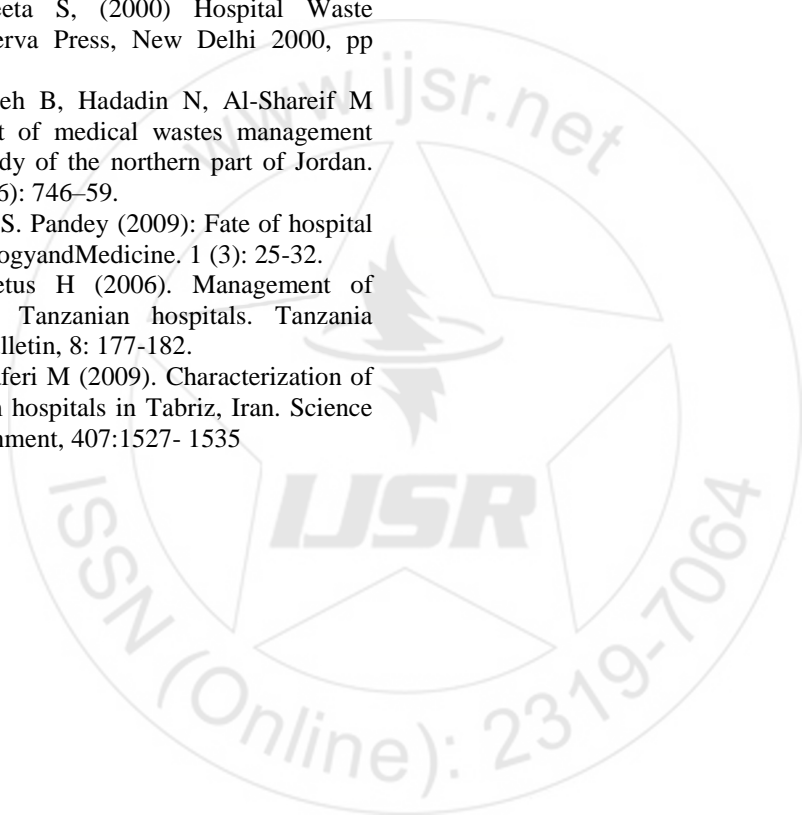 eeta S, (2000) Hospital Waste
erva Press, New Delhi 2000, pp
eh B, Hadadin N, Al-Shareif M
t of medical wastes management
dy of the northern part of Jordan.
6): 746–59.
S. Pandey (2009): Fate of hospital
ogyandMedicine. 1 (3): 25-32.
etus H (2006). Management of
Tanzanian hospitals. Tanzania
lletin, 8: 177-182.
aferi M (2009). Characterization of
n hospitals in Tabriz, Iran. Science
nment, 407:1527- 1535
www.ijsr.net
IJSR
ISSN (Online): 2319-7064